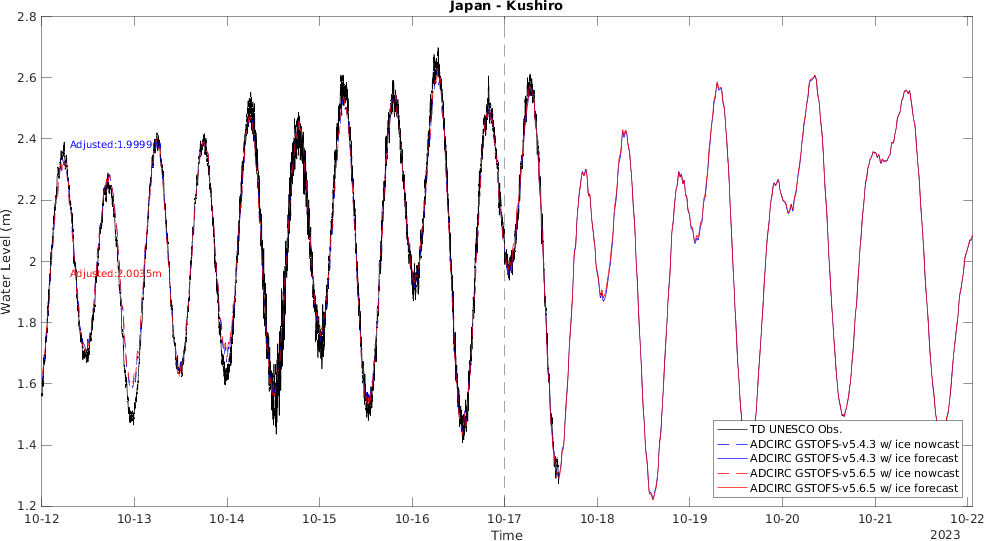 Japan - Kushiro
2.8
2.6
2.4
2.2
2
1.8
1.6
1.4
1.2
Water Level (m)
Adjusted:1.9999
Adjusted:2.0035m
TD UNESCO Obs.
ADCIRC GSTOFS-v5.4.3 w/ ice nowcast
ADCIRC GSTOFS-v5.4.3 w/ ice forecast
ADCIRC GSTOFS-v5.6.5 w/ ice nowcast
ADCIRC GSTOFS-v5.6.5 w/ ice forecast
10-12 10-13 10-14 10-15 10-16 10-17 10-18 10-19 10-20 10-21 10-22
Time
2023